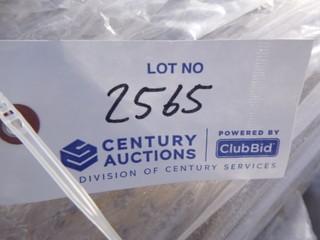 LOT NO
2565
CENTURY AUCTIONS
POWERED BY
ClubBid
DIVISION OF CENTURY SERVICES